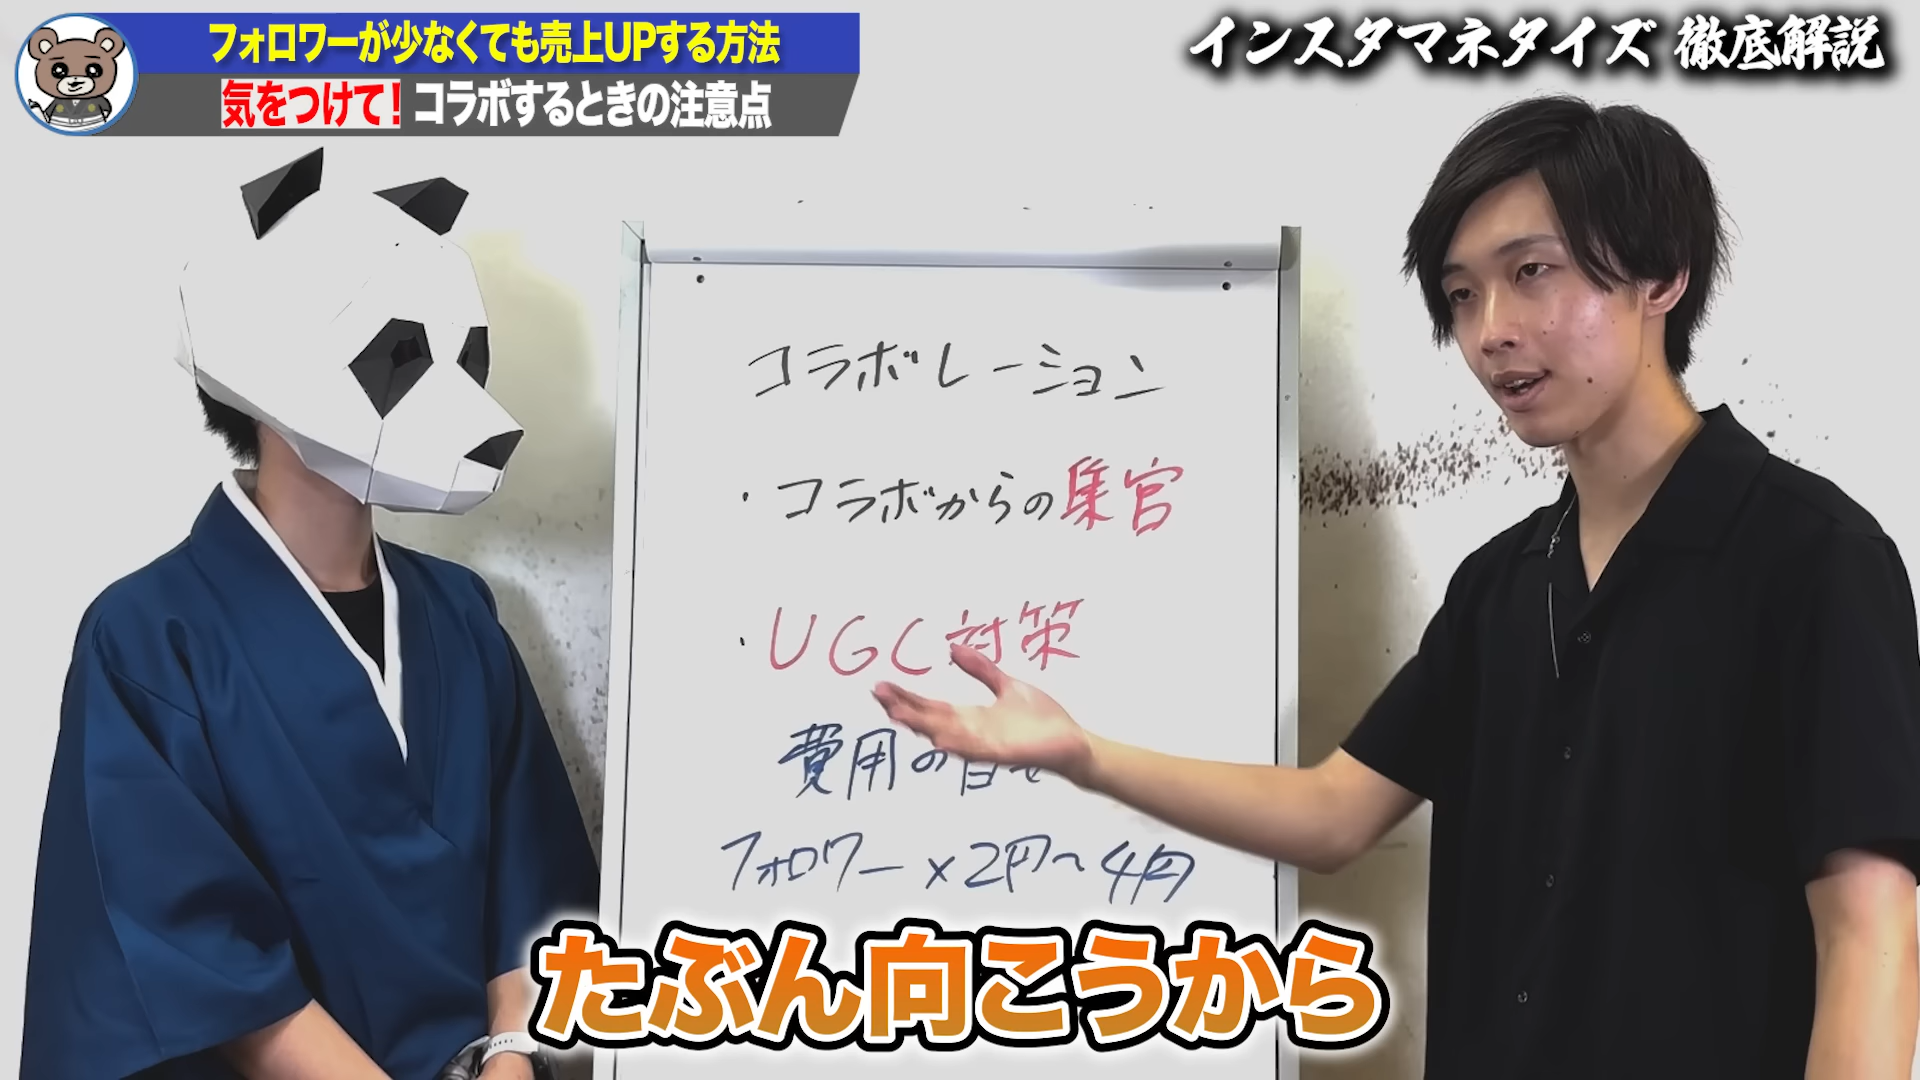 フォロワーが少なくても売上UPする方法
気をつけて!コラボするときの注意点
インスタマネタイズ 徹底解説
コラボレーション
・コラボからの集官
・UGC対策
費用の目安
フォロワー×2円〜4円
たぶん向こうから